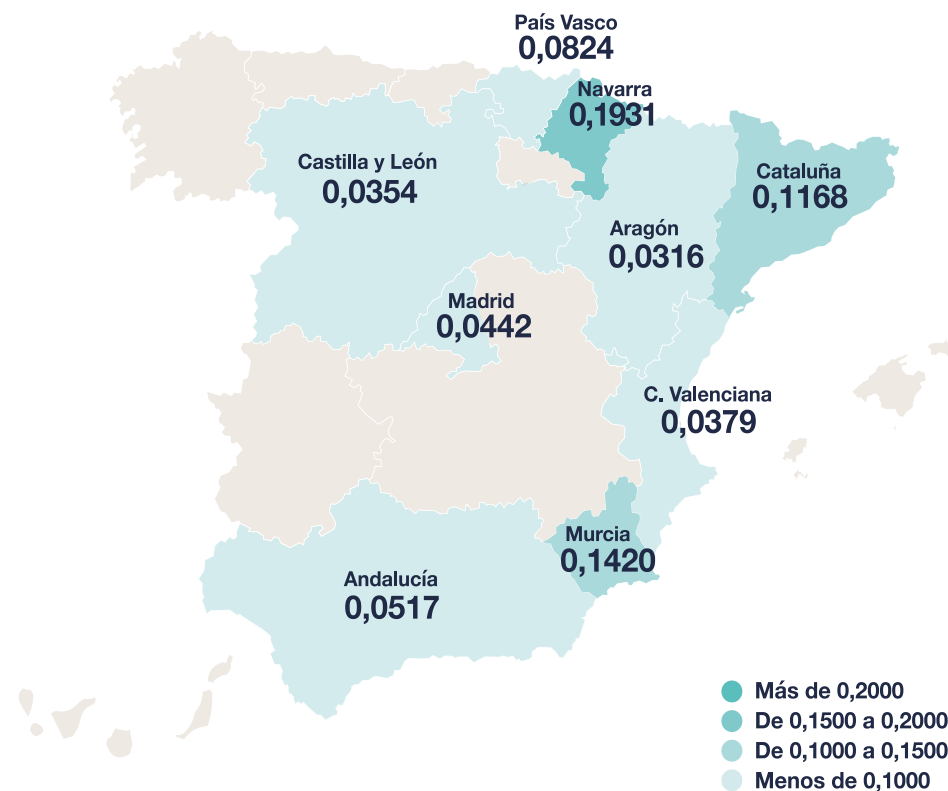 País Vasco
0,0824
Navarra
0,1931
Castilla y León
0,0354
Cataluña
0,1168
Aragón
0,0316
Madrid
0,0442
C. Valenciana
0,0379
Murcia
0,1420
Andalucía
0,0517
Más de 0,2000
De 0,1500 a 0,2000
De 0,1000 a 0,1500
Menos de 0,1000